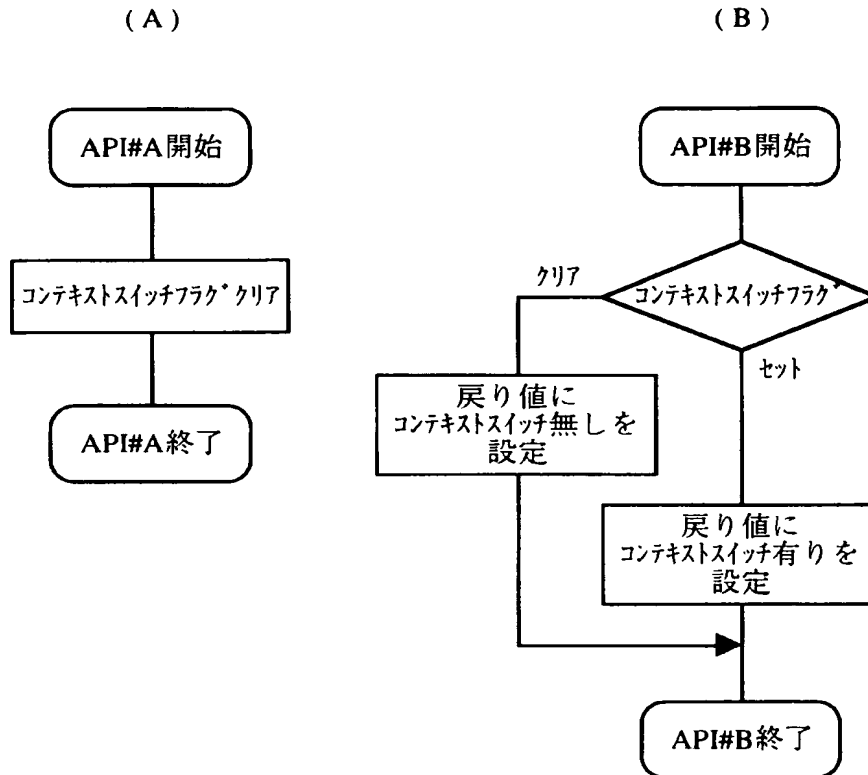 (A)
API#A開始
コンテキストスイッチフラグクリア
API#A終了
(B)
API#B開始
コンテキストスイッチフラグ
クリア
セット
戻り値に
コンテキストスイッチ無しを
設定
戻り値に
コンテキストスイッチ有りを
設定
API#B終了